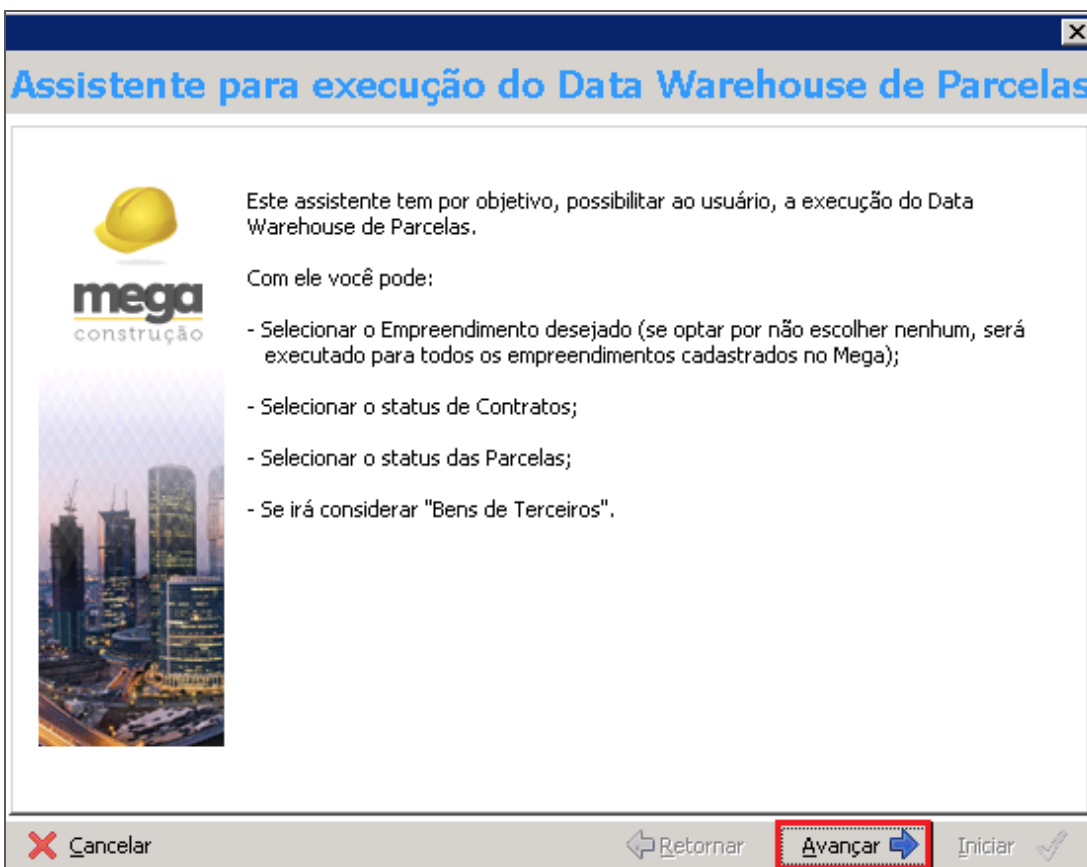 Assistente para execução do Data Warehouse de Parcelas
Este assistente tem por objetivo, possibilitar ao usuário, a execução do Data
Warehouse de Parcelas.
mega
construção
Com ele você pode:
- Selecionar o Empreendimento desejado (se optar por não escolher nenhum, será
executado para todos os empreendimentos cadastrados no Mega);
- Selecionar o status de Contratos;
- Selecionar o status das Parcelas;
- Se irá considerar "Bens de Terceiros".
Cancelar
Retornar
Avançar
Iniciar